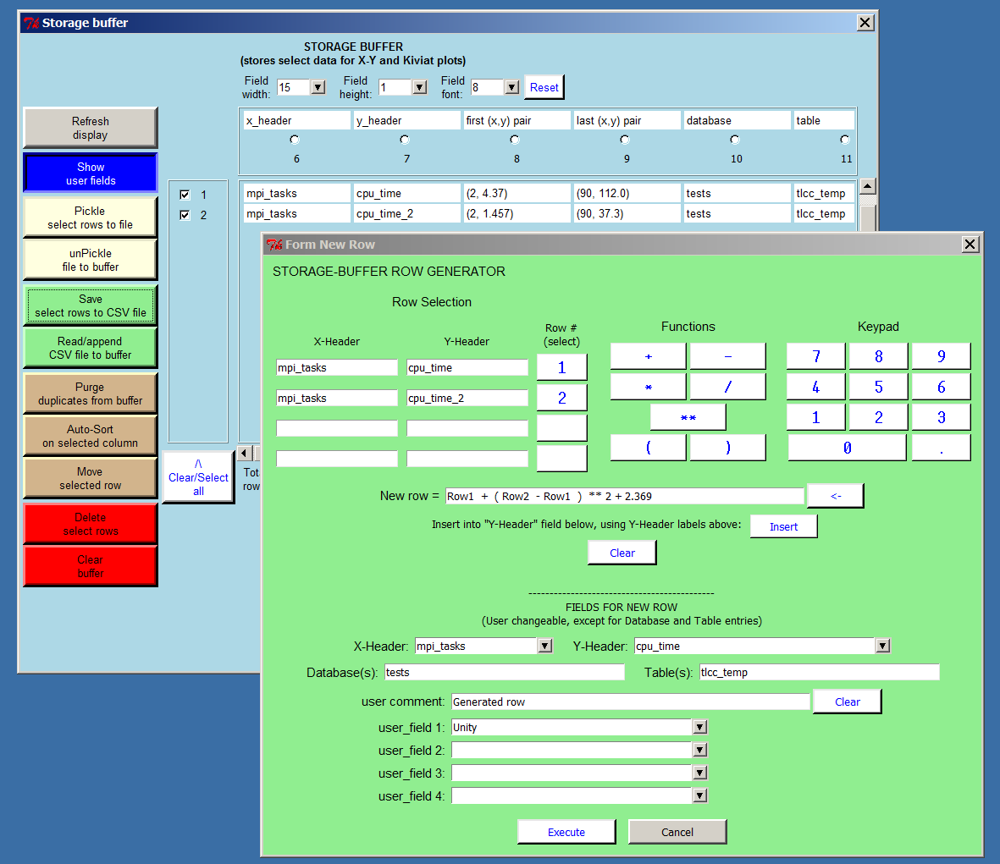 Storage buffer
STORAGE BUFFER
(stores select data for X-Y and Kiviat plots)
Field width: 15
Field height: 1
Field font: 8
Reset
x_header y_header first (x,y) pair last (x,y) pair database table
6 7 8 9 10 11
1 mpi_tasks cpu_time (2, 4.37) (90, 112.0) tests tlcc_temp
2 mpi_tasks cpu_time_2 (2, 1.457) (90, 37.3) tests tlcc_temp
Refresh
display
Show
user fields
Pickle
select rows to file
unPickle
file to buffer
Save
select rows to CSV file
Read/append
CSV file to buffer
Purge
duplicates from buffer
Auto-Sort
on selected column
Move
selected row
Delete
select rows
Clear
buffer
/\
Clear/Select
all
Tot
row
Form New Row
STORAGE-BUFFER ROW GENERATOR
Row Selection
X-Header Y-Header Row #
(select)
mpi_tasks cpu_time 1
mpi_tasks cpu_time_2 2
Functions
+ -
* /
**
( )
Keypad
7 8 9
4 5 6
1 2 3
0 .
New row = Row1 + ( Row2 - Row1 ) ** 2 + 2.369 <-
Insert into "Y-Header" field below, using Y-Header labels above: Insert
Clear
--------------------------------------------
FIELDS FOR NEW ROW
(User changeable, except for Database and Table entries)
X-Header: mpi_tasks Y-Header: cpu_time
Database(s): tests Table(s): tlcc_temp
user comment: Generated row Clear
user_field 1: Unity
user_field 2:
user_field 3:
user_field 4:
Execute Cancel